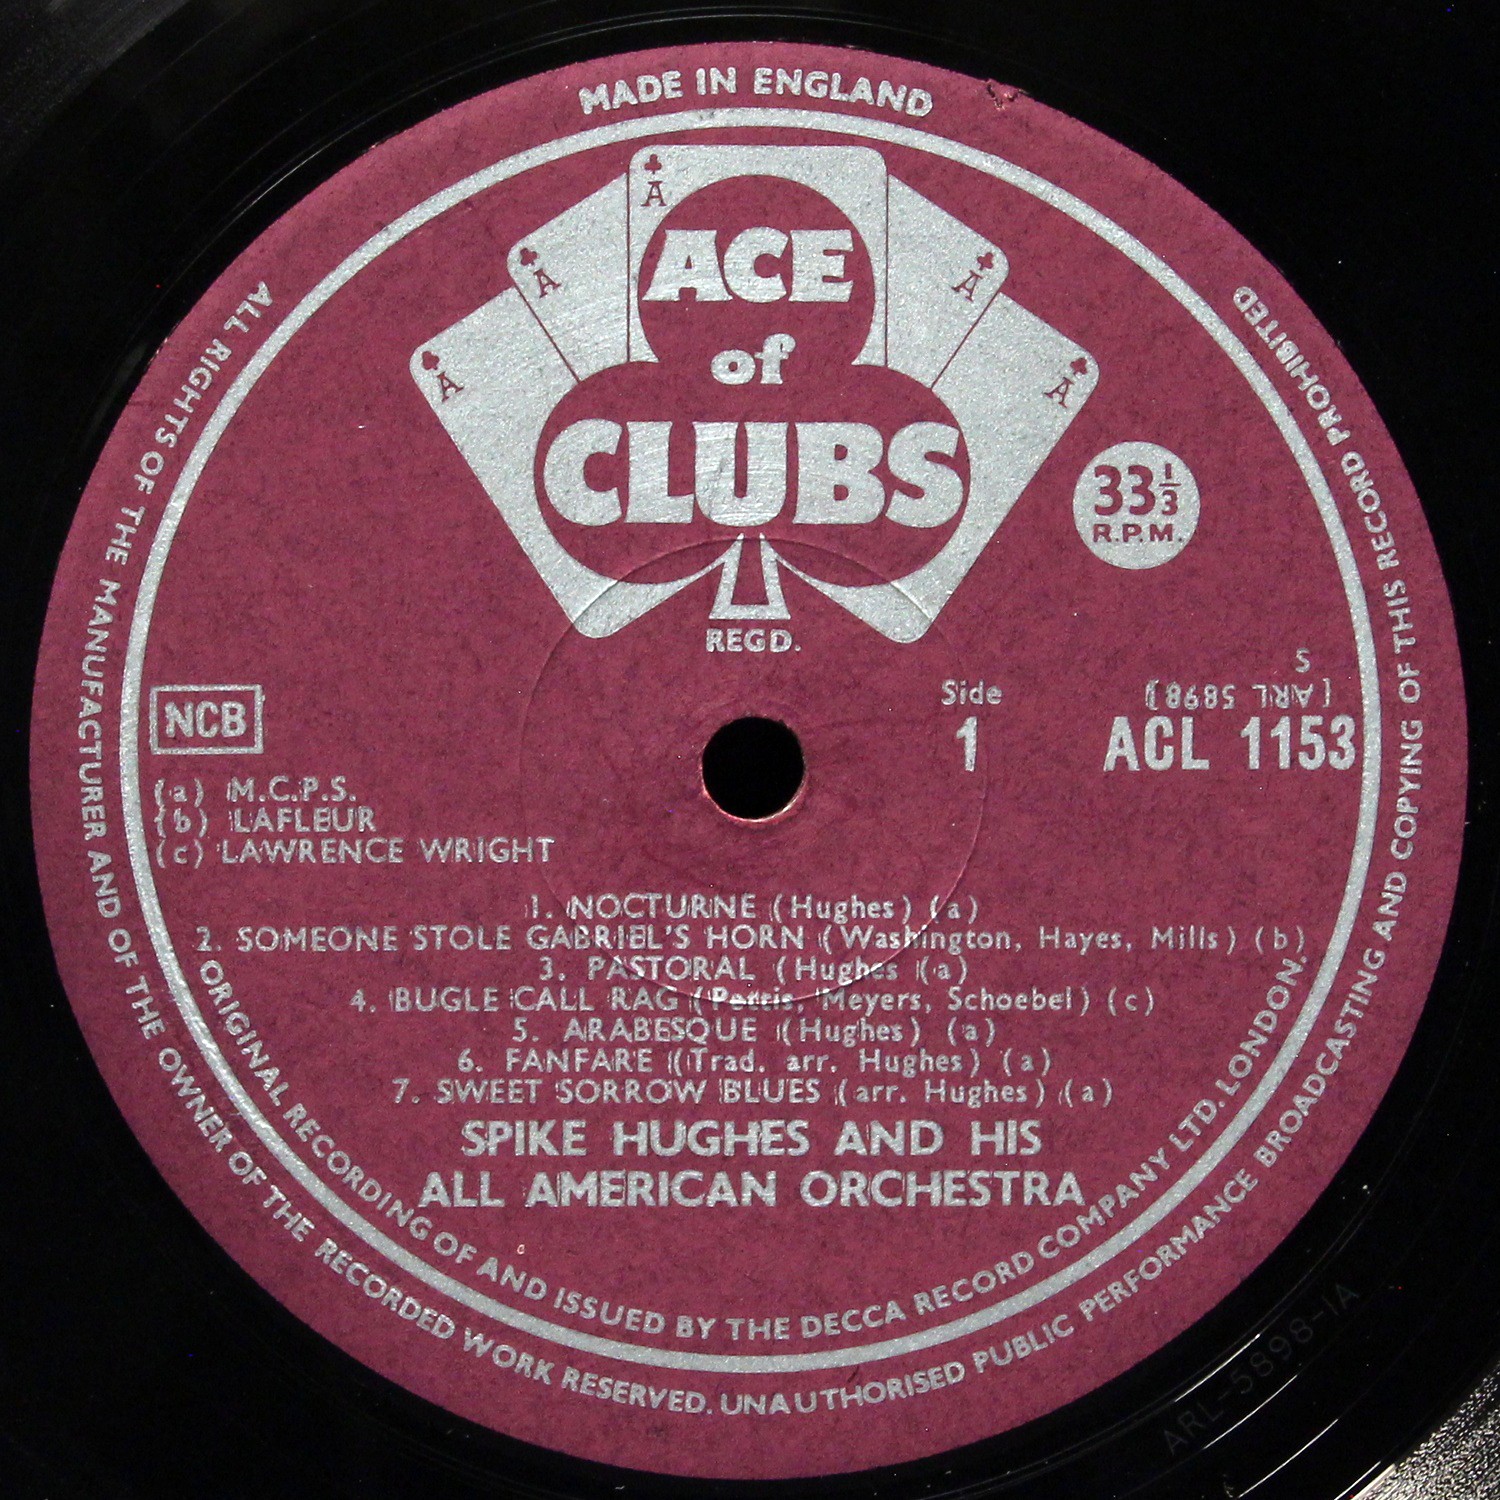 MADE IN ENGLAND
A
A
A
A
A
ACE
of
CLUBS
REGD.
33⅓
R.P.M.
NCB
Side
1
S
[ARL 5898]
ACL 1153
(a) M.C.P.S.
(b) LAFLEUR
(c) LAWRENCE WRIGHT
1. NOCTURNE (Hughes) (a)
2. SOMEONE STOLE GABRIEL'S HORN (Washington, Hayes, Mills) (b)
3. PASTORAL (Hughes (a)
4. BUGLE CALL RAG (Pettis, Meyers, Schoebel) (c)
5. ARABESQUE (Hughes) (a)
6. FANFARE (Trad. arr. Hughes) (a)
7. SWEET SORROW BLUES (arr. Hughes) (a)
SPIKE HUGHES AND HIS
ALL AMERICAN ORCHESTRA
ORIGINAL RECORDING OF AND ISSUED BY THE DECCA RECORD COMPANY LTD. LONDON.
ALL RIGHTS OF THE MANUFACTURER AND OF THE OWNER OF THE RECORDED WORK RESERVED. UNAUTHORISED PUBLIC PERFORMANCE BROADCASTING AND COPYING OF THIS RECORD PROHIBITED
ARL-5898-1A